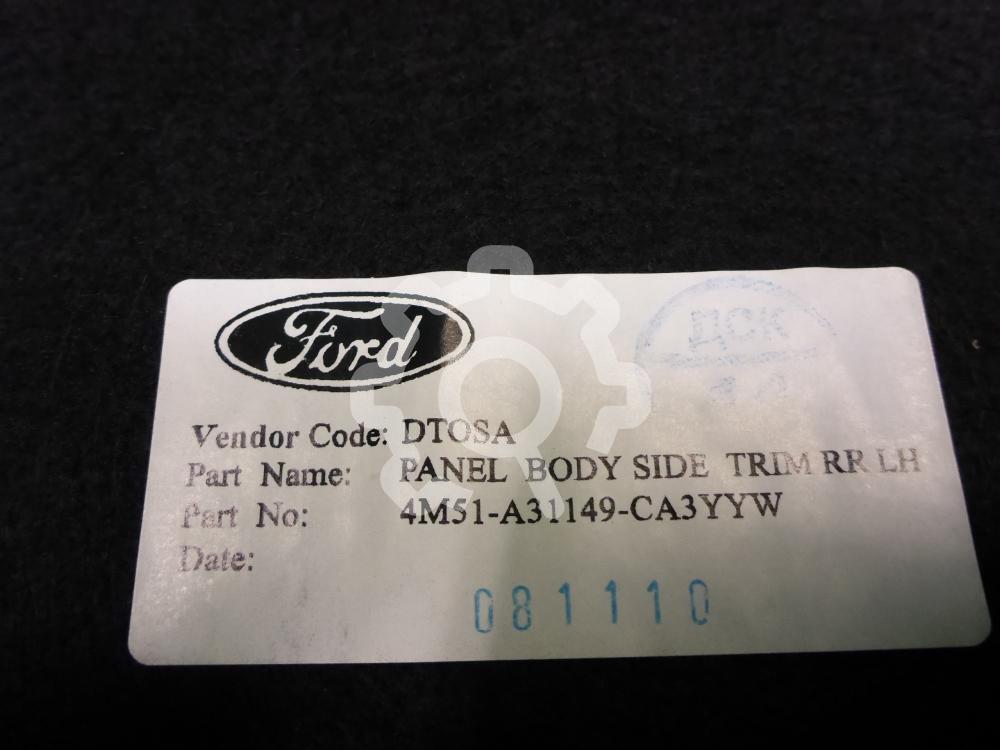 Ford
ДСК
Vendor Code: DTOSA
Part Name: PANEL BODY SIDE TRIM RR LH
Part No: 4M51-A31149-CA3YYW
Date:
081110